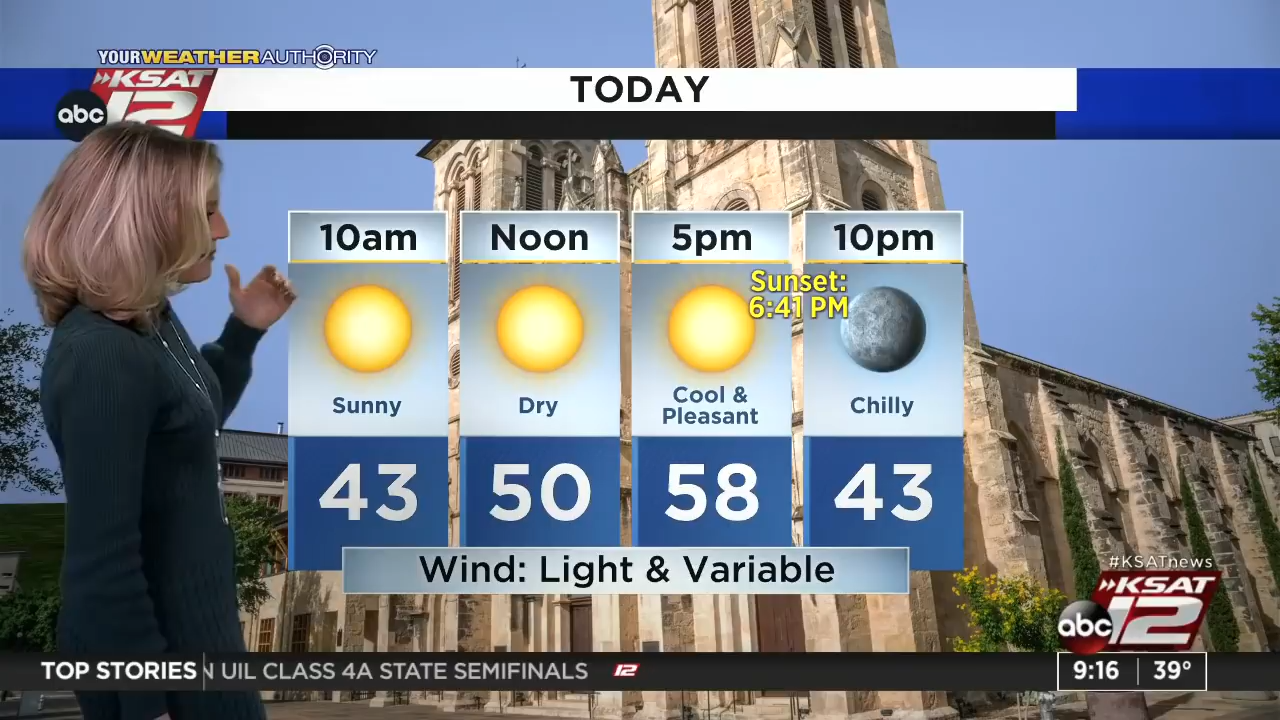 YOUR WEATHER AUTHORITY
KSAT
abc 12
TODAY
10am
Noon
5pm
10pm
Sunset:
6:41 PM
Sunny
Dry
Cool &
Pleasant
Chilly
43
50
58
43
Wind: Light & Variable
#KSATnews
KSAT
abc 12
TOP STORIES N UIL CLASS 4A STATE SEMIFINALS 12
9:16 39°